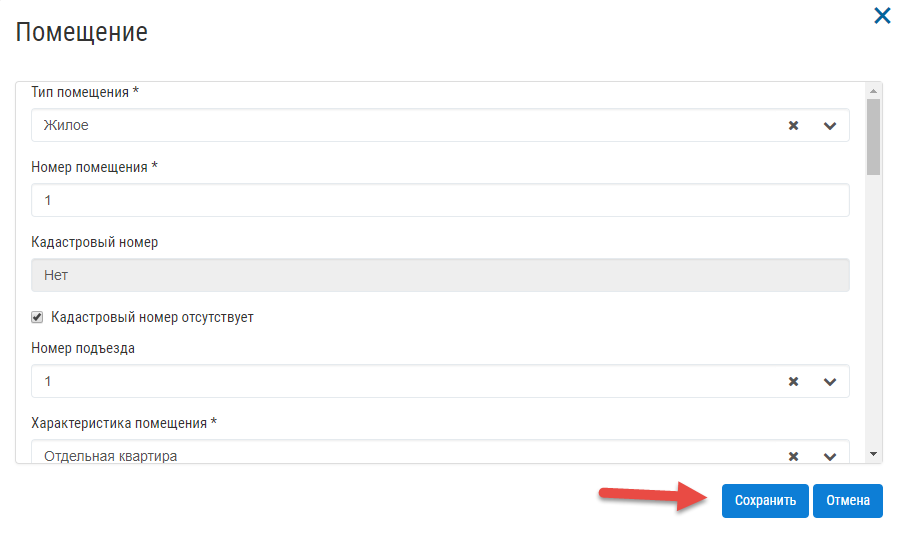 Помещение
Тип помещения *
Жилое
Номер помещения *
1
Кадастровый номер
Нет
Кадастровый номер отсутствует
Номер подъезда
1
Характеристика помещения *
Отдельная квартира
Сохранить Отмена